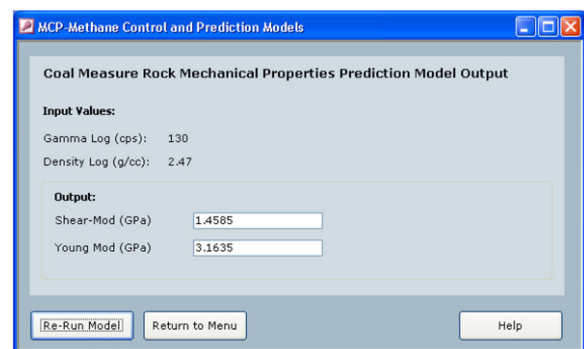 MCP-Methane Control and Prediction Models
Coal Measure Rock Mechanical Properties Prediction Model Output
Input Values:
Gamma Log (cps): 130
Density Log (g/cc): 2.47
Output:
Shear-Mod (GPa) 1.4585
Young Mod (GPa) 3.1635
Re-Run Model Return to Menu Help